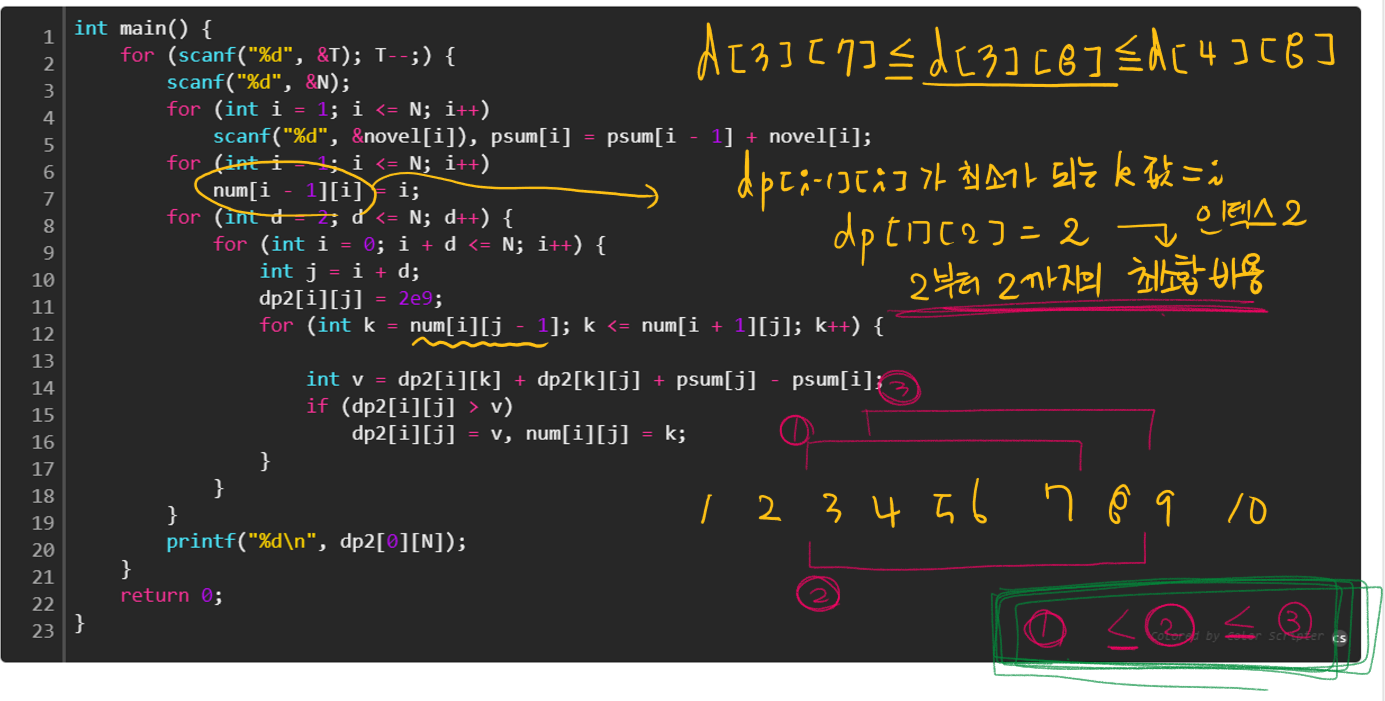 1 int main() {
2 for (scanf("%d", &T); T--;) {
3 scanf("%d", &N);
4 for (int i = 1; i <= N; i++)
5 scanf("%d", &novel[i]), psum[i] = psum[i - 1] + novel[i];
6 for (int i = 1; i <= N; i++)
7 num[i - 1][i] = i;
8 for (int d = 2; d <= N; d++) {
9 for (int i = 0; i + d <= N; i++) {
10 int j = i + d;
11 dp2[i][j] = 2e9;
12 for (int k = num[i][j - 1]; k <= num[i + 1][j]; k++) {
13
14 int v = dp2[i][k] + dp2[k][j] + psum[j] - psum[i];
15 if (dp2[i][j] > v)
16 dp2[i][j] = v, num[i][j] = k;
17 }
18 }
19 }
20 printf("%d\n", dp2[0][N]);
21 }
22 return 0;
23 }
d[3][7] ≤ d[3][8] ≤ d[4][8]
dp[i-1][i]가 최소가 되는 k 값 = i
dp[1][2] = 2 → 인덱스 2
2부터 2까지의 최소합 비용
③
①
1 2 3 4 5 6 7 8 9 10
②
① ≤ ② ≤ ③
Colored by Color Scripter
cs